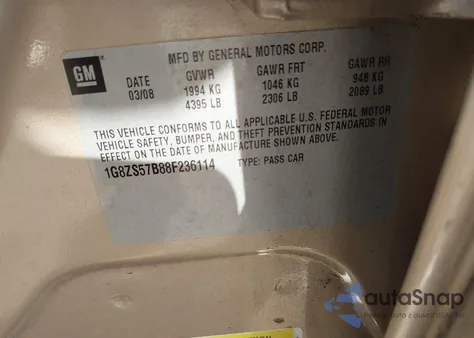 GM
MFD BY GENERAL MOTORS CORP.
DATE GVWR GAWR FRT GAWR RR
03/08 1994 KG 1046 KG 948 KG
4395 LB 2306 LB 2089 LB
THIS VEHICLE CONFORMS TO ALL APPLICABLE U.S. FEDERAL MOTOR
VEHICLE SAFETY, BUMPER, AND THEFT PREVENTION STANDARDS IN
EFFECT ON THE DATE OF MANUFACTURE SHOWN ABOVE.
1G8ZS57B88F236114 TYPE: PASS CAR
autoSnap